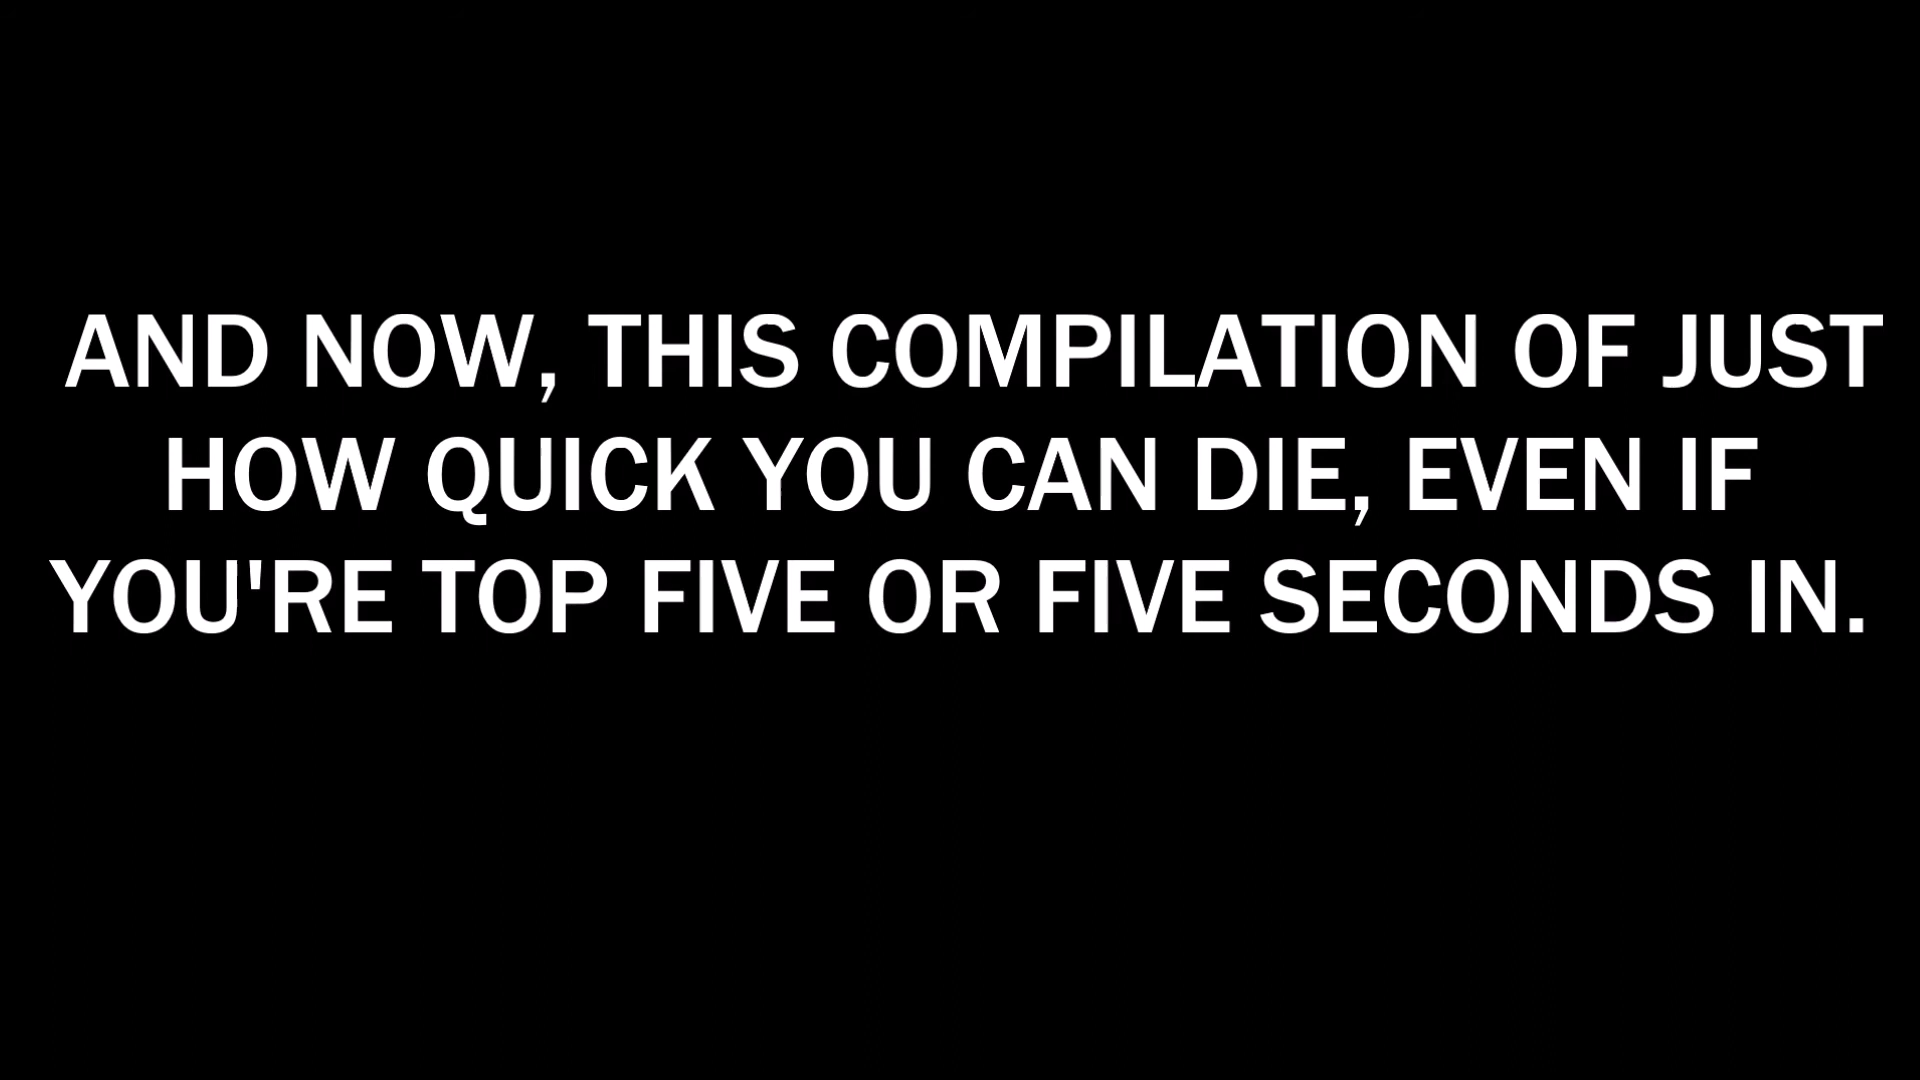 AND NOW, THIS COMPILATION OF JUST
HOW QUICK YOU CAN DIE, EVEN IF
YOU'RE TOP FIVE OR FIVE SECONDS IN.